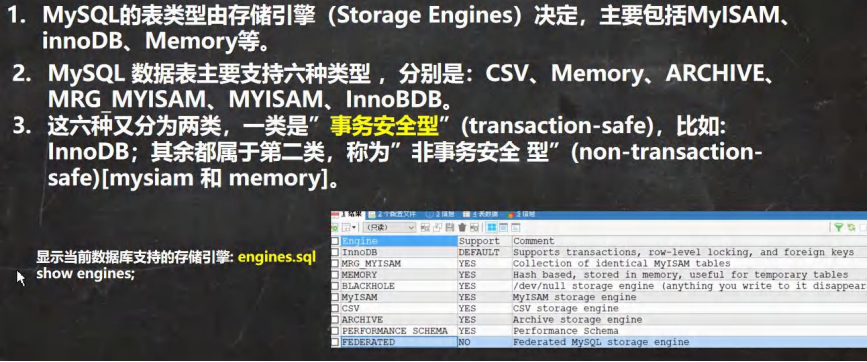 1. MySQL的表类型由存储引擎（Storage Engines）决定，主要包括MyISAM、
innoDB、Memory等。
2. MySQL 数据表主要支持六种类型 ，分别是：CSV、Memory、ARCHIVE、
MRG_MYISAM、MYISAM、InnoBDB。
3. 这六种又分为两类，一类是”事务安全型”(transaction-safe)，比如:
InnoDB；其余都属于第二类，称为”非事务安全 型”(non-transaction-
safe)[mysiam 和 memory]。
显示当前数据库支持的存储引擎: engines.sql
show engines;
1 结果 2 个配置文件 2 信息 3 表数据 5 信息
(只读)
Engine Support Comment
InnoDB DEFAULT Supports transactions, row-level locking, and foreign keys
MRG_MYISAM YES Collection of identical MyISAM tables
MEMORY YES Hash based, stored in memory, useful for temporary tables
BLACKHOLE YES /dev/null storage engine (anything you write to it disappear
MyISAM YES MyISAM storage engine
CSV YES CSV storage engine
ARCHIVE YES Archive storage engine
PERFORMANCE_SCHEMA YES Performance Schema
FEDERATED NO Federated MySQL storage engine